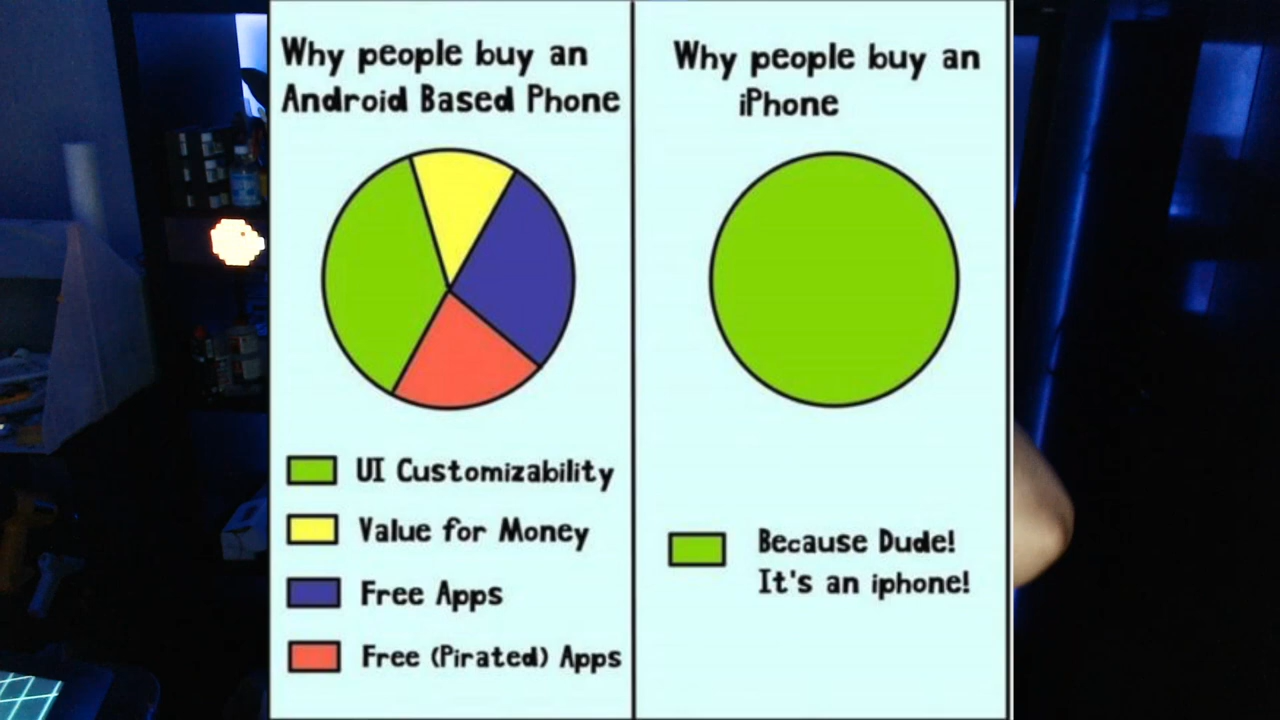 Why people buy an
Android Based Phone
UI Customizability
Value for Money
Free Apps
Free (Pirated) Apps
Why people buy an
iPhone
Because Dude!
It's an iphone!